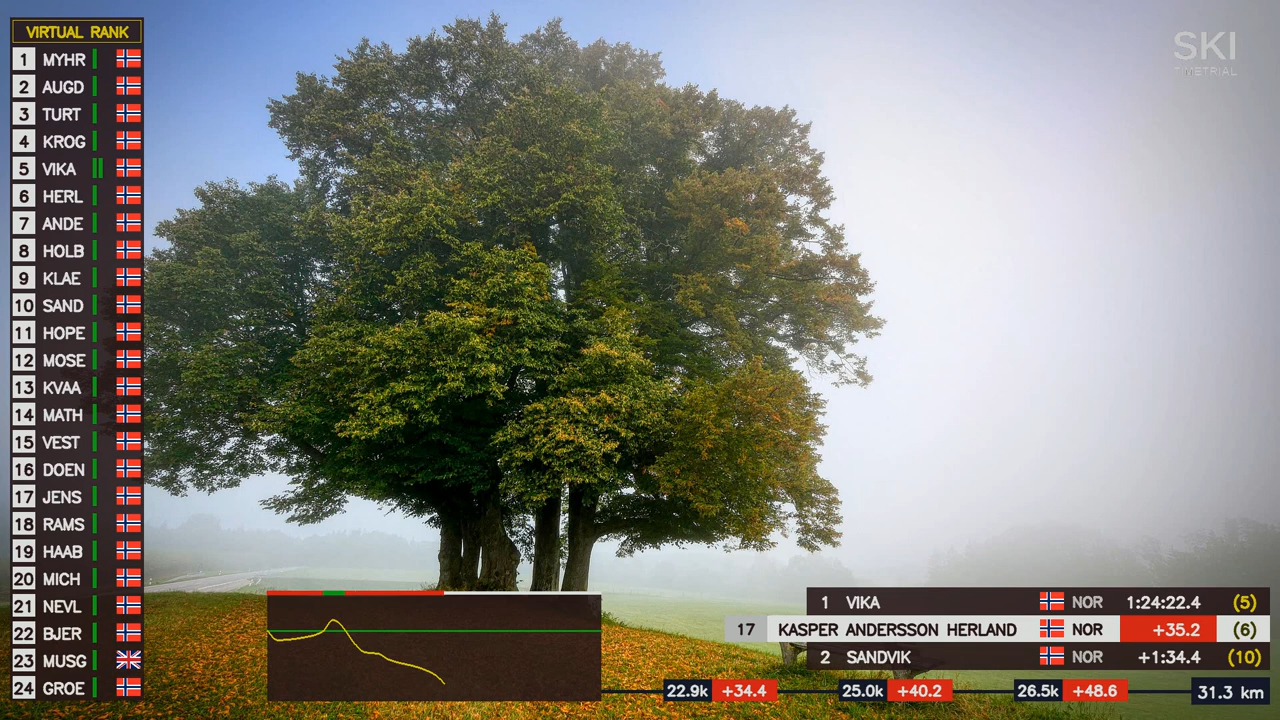 VIRTUAL RANK
1 MYHR
2 AUGD
3 TURT
4 KROG
5 VIKA
6 HERL
7 ANDE
8 HOLB
9 KLAE
10 SAND
11 HOPE
12 MOSE
13 KVAA
14 MATH
15 VEST
16 DOEN
17 JENS
18 RAMS
19 HAAB
20 MICH
21 NEVL
22 BJER
23 MUSG
24 GROE
SKI
TIMETRIAL
1 VIKA NOR 1:24:22.4 (5)
17 KASPER ANDERSSON HERLAND NOR +35.2 (6)
2 SANDVIK NOR +1:34.4 (10)
22.9k +34.4 25.0k +40.2 26.5k +48.6 31.3 km